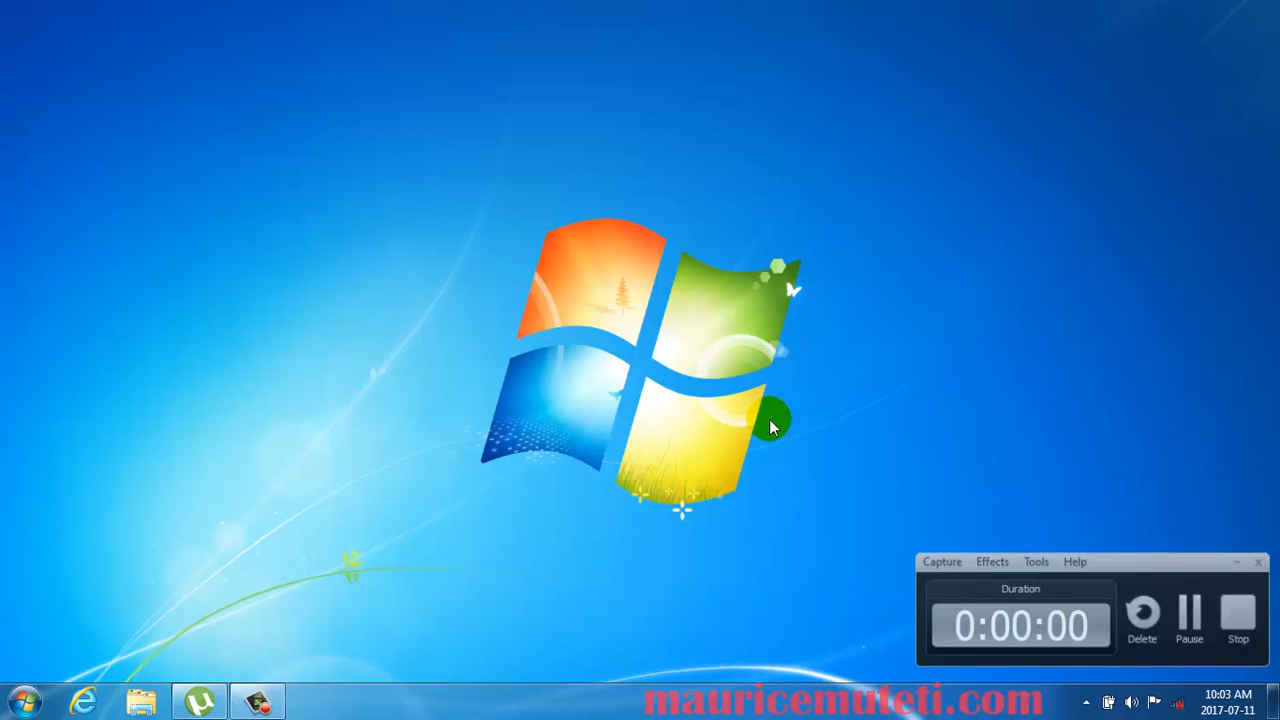 Capture Effects Tools Help
Duration
0:00:00
Delete Pause Stop
mauricemuteti.com
10:03 AM
2017-07-11